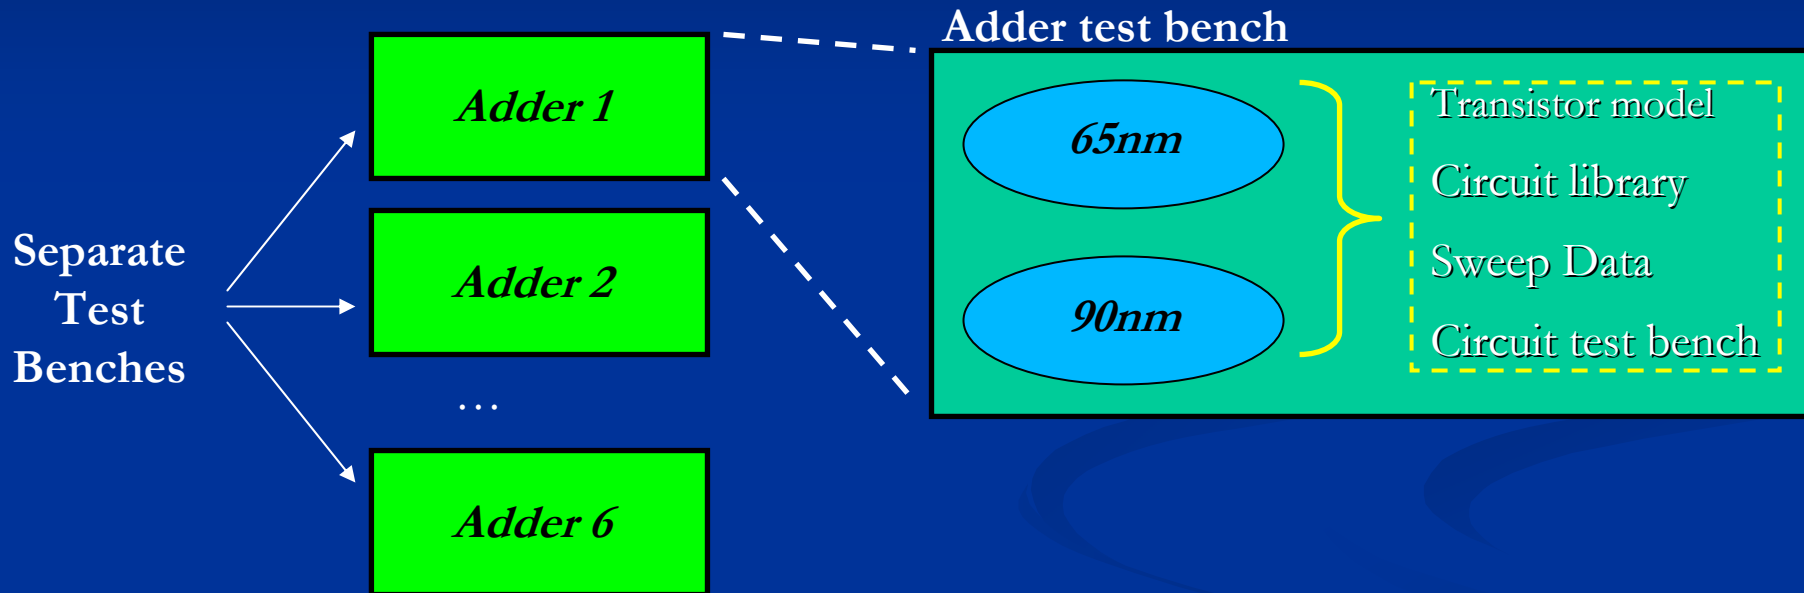 Separate
Test
Benches
Adder 1
Adder 2
...
Adder 6
Adder test bench
65nm
90nm
Transistor model
Circuit library
Sweep Data
Circuit test bench